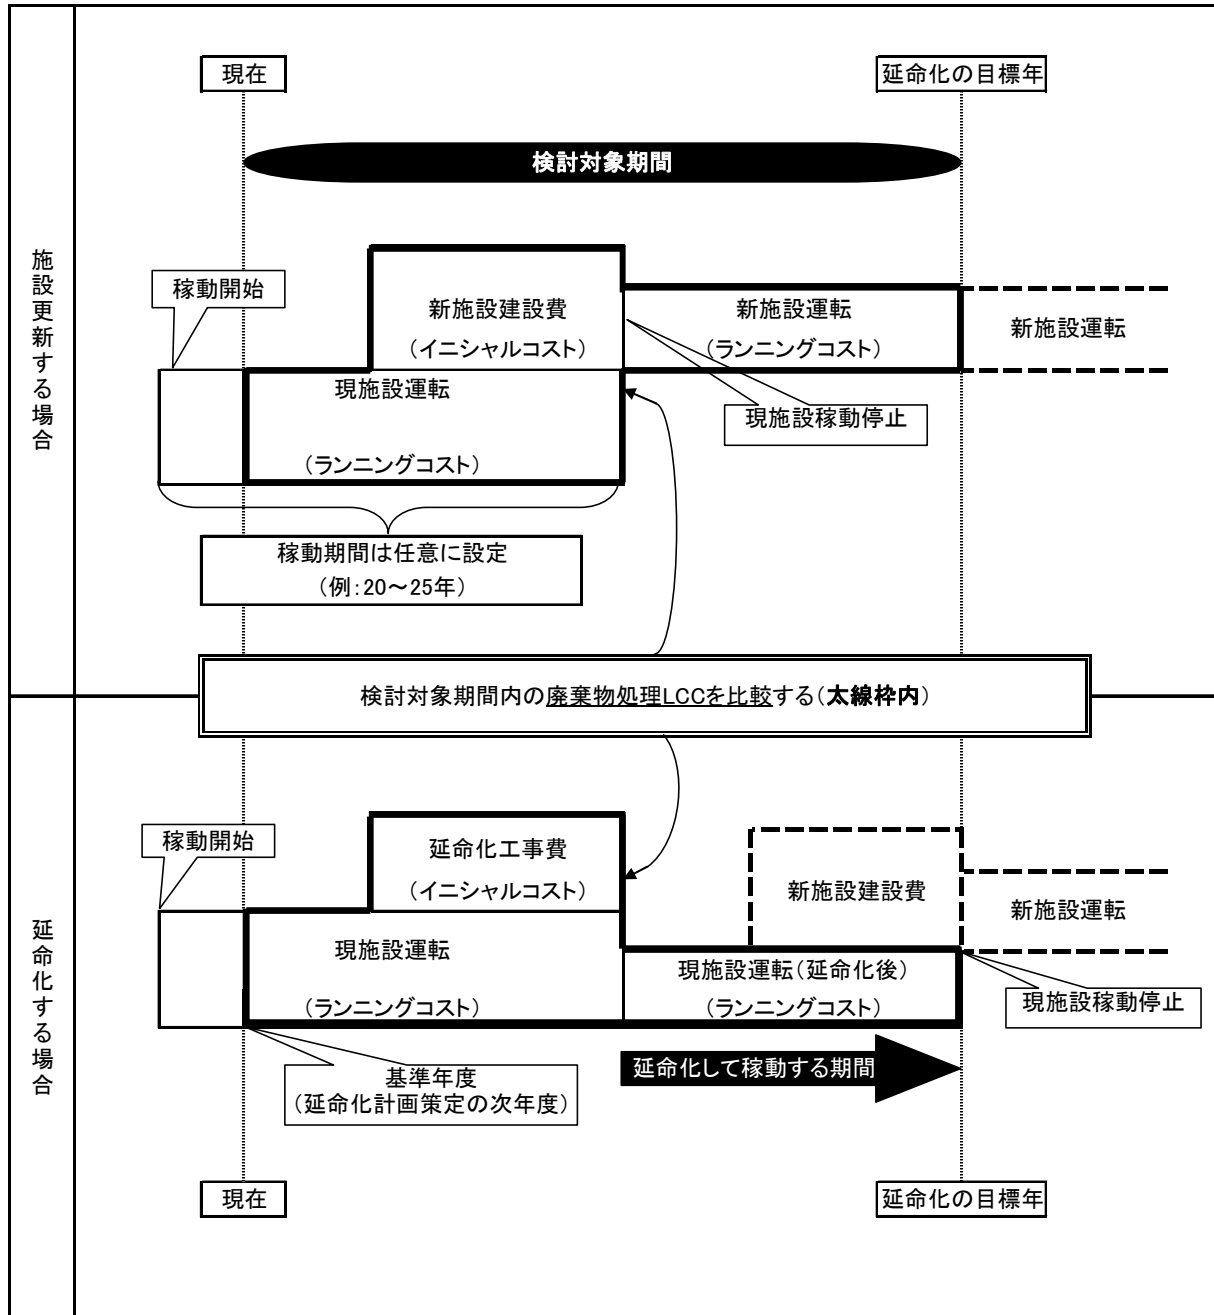 現在
延命化の目標年
検討対象期間
施設更新する場合
稼動開始
新施設建設費
(イニシャルコスト)
新施設運転
(ランニングコスト)
新施設運転
現施設運転
(ランニングコスト)
現施設稼動停止
稼動期間は任意に設定
(例:20～25年)
検討対象期間内の廃棄物処理LCCを比較する(太線枠内)
延命化する場合
稼動開始
延命化工事費
(イニシャルコスト)
新施設建設費
新施設運転
現施設運転
(ランニングコスト)
現施設運転(延命化後)
(ランニングコスト)
現施設稼動停止
延命化して稼動する期間
基準年度
(延命化計画策定の次年度)
現在
延命化の目標年